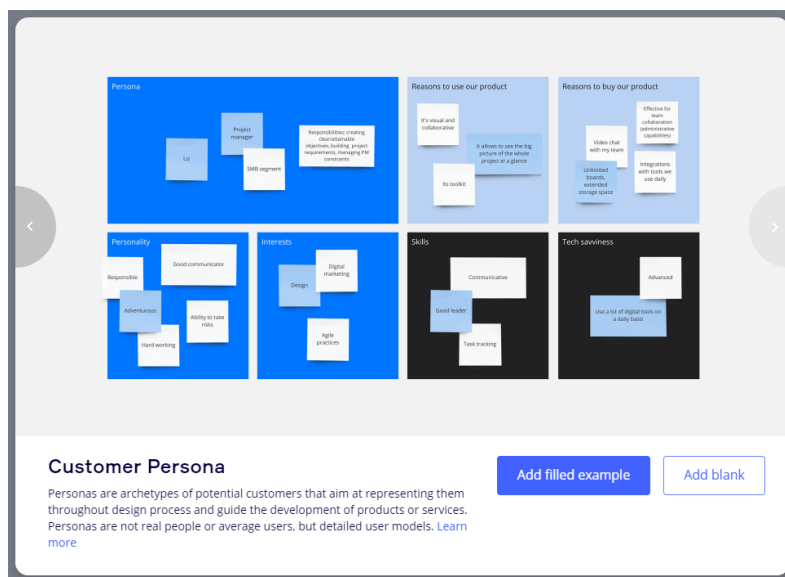 Persona
Liz
Project
manager
SMB segment
Responsibilities: creating
clear/attainable
objectives, building project
requirements, managing PM
constraints
Reasons to use our product
It's visual and
collaborative
It allows to see the big
picture of the whole
project at a glance
Its toolkit
Reasons to buy our product
Effective for
team
collaboration
(administrative
capabilities)
Video chat
with my team
Unlimited
boards,
extended
storage space
Integrations
with tools we
use daily
Personality
Responsible
Good communicator
Adventurous
Ability to take
risks
Hard working
Interests
Digital
marketing
Design
Agile
practices
Skills
Communicative
Good leader
Task tracking
Tech savviness
Advanced
Use a lot of digital tools on
a daily basis
Customer Persona
Personas are archetypes of potential customers that aim at representing them
throughout design process and guide the development of products or services.
Personas are not real people or average users, but detailed user models. Learn
more
Add filled example
Add blank